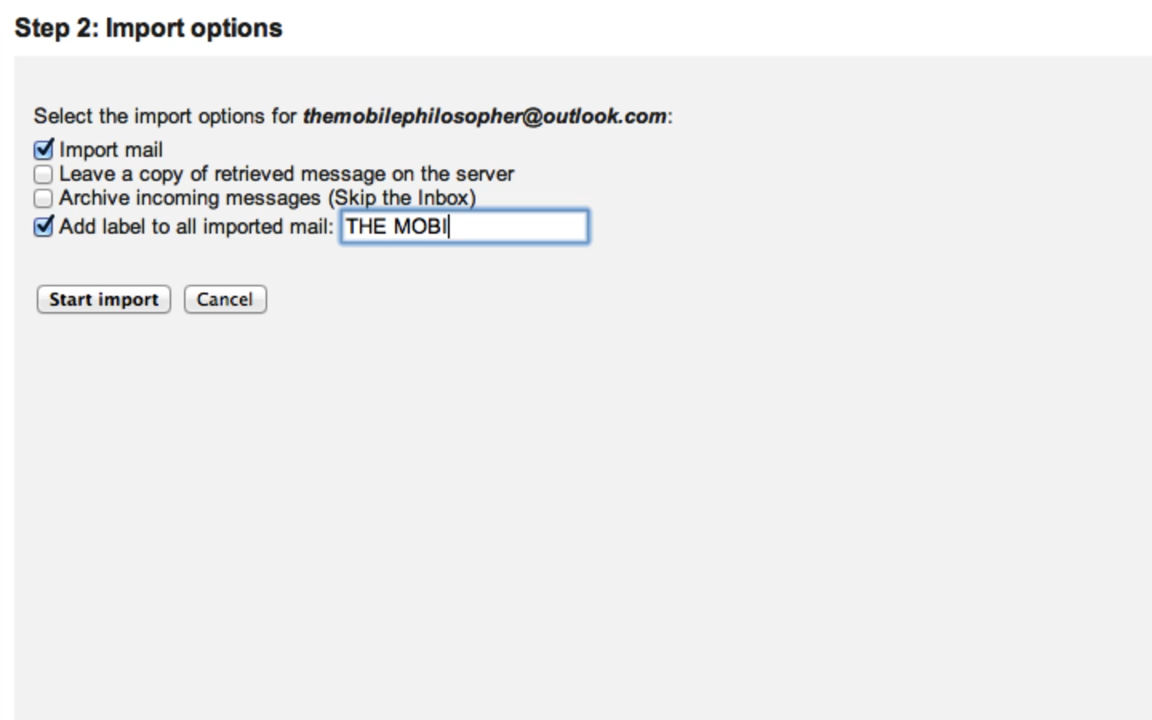 Step 2: Import options
Select the import options for themobilephilosopher@outlook.com:
Import mail
Leave a copy of retrieved message on the server
Archive incoming messages (Skip the Inbox)
Add label to all imported mail: THE MOBI
Start import Cancel